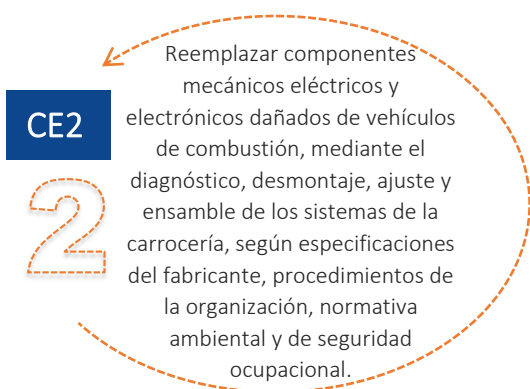 Reemplazar componentes
mecánicos eléctricos y
electrónicos dañados de vehículos
de combustión, mediante el
diagnóstico, desmontaje, ajuste y
ensamble de los sistemas de la
carrocería, según especificaciones
del fabricante, procedimientos de
la organización, normativa
ambiental y de seguridad
ocupacional.
CE2
2